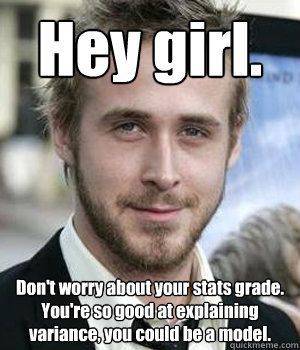 Hey girl.
Don't worry about your stats grade.
You're so good at explaining
variance, you could be a model.
quickmeme.com